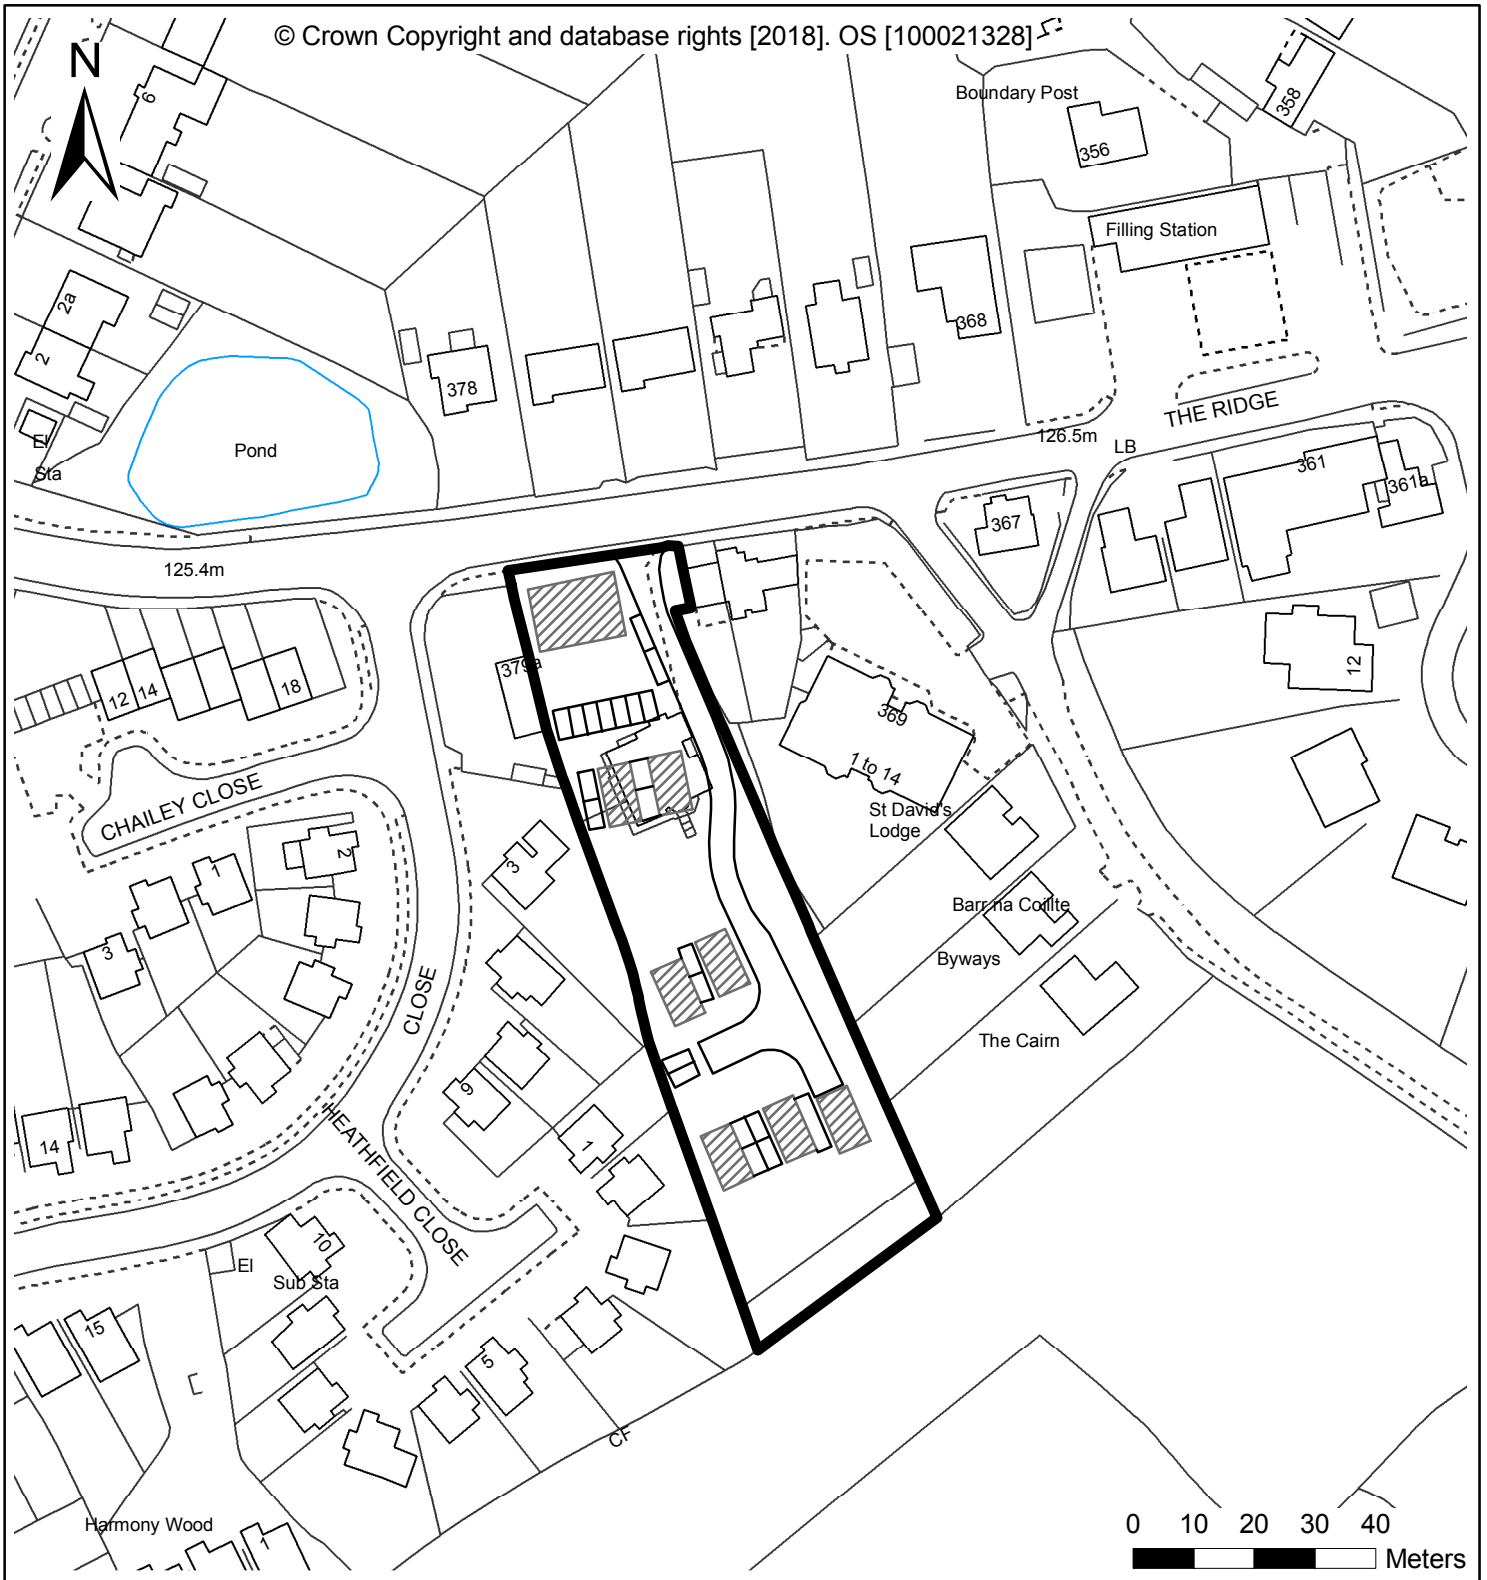 © Crown Copyright and database rights [2018]. OS [100021328]
N
6
Boundary Post
358
356
Filling Station
2a
2
368
378
THE RIDGE
126.5m
LB
El
Sta
Pond
361
361a
367
125.4m
379a
12
14
18
12
369
1 to 14
St David's
Lodge
CHAILEY CLOSE
2
1
3
3
Barr na Coillte
Byways
CLOSE
The Cairn
9
14
1
HEATHFIELD CLOSE
10
El
Sub Sta
15
5
CF
Harmony Wood
1
0 10 20 30 40
Meters